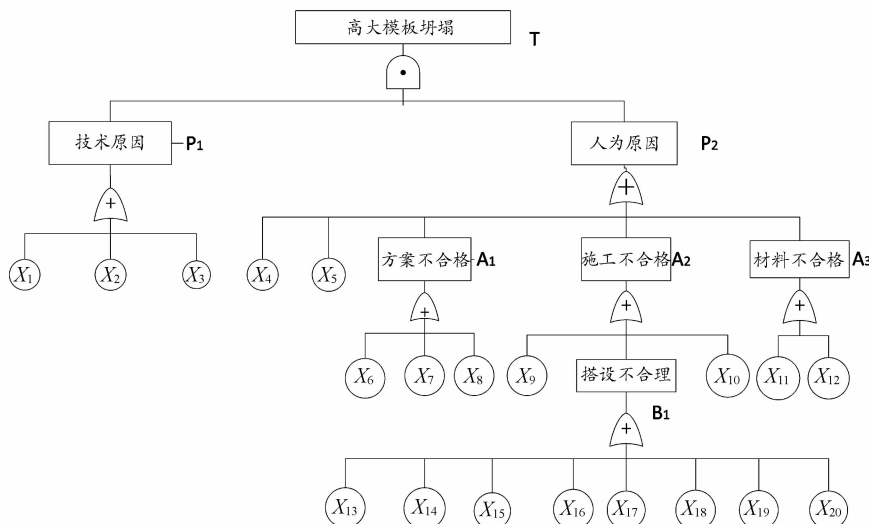 高大模板坍塌
T
技术原因
P1
人为原因
P2
+
+
X1
X2
X3
X4
X5
方案不合格
A1
施工不合格
A2
材料不合格
A3
+
+
+
X6
X7
X8
X9
搭设不合理
X10
X11
X12
B1
+
X13
X14
X15
X16
X17
X18
X19
X20